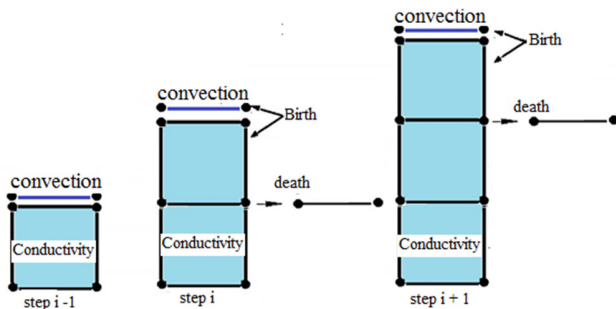 convection
Conductivity
step i -1
convection
Birth
death
Conductivity
step i
convection
Birth
death
Conductivity
step i + 1